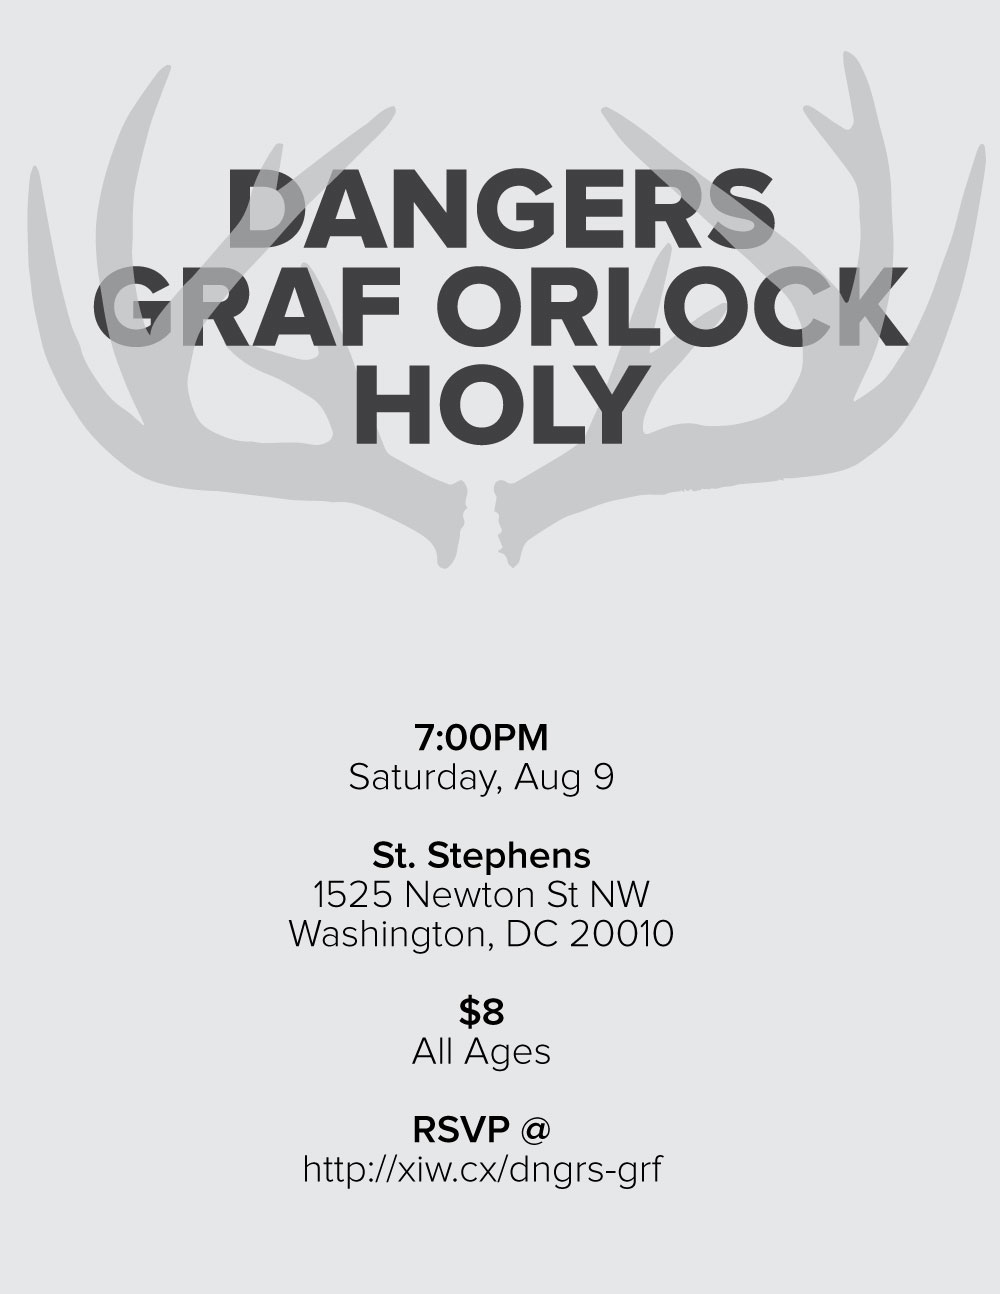 DANGERS
GRAF ORLOCK
HOLY
7:00PM
Saturday, Aug 9
St. Stephens
1525 Newton St NW
Washington, DC 20010
$8
All Ages
RSVP @
http://xiw.cx/dngrs-grf